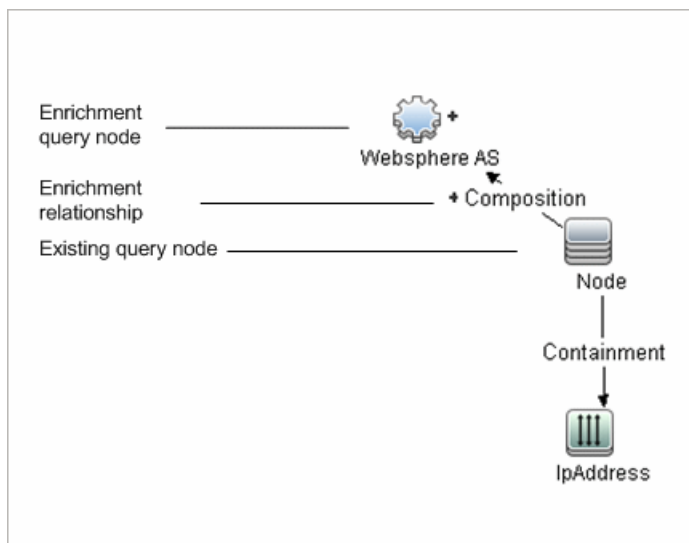 Enrichment
query node
+
Websphere AS
Enrichment
relationship
+ Composition
Existing query node
Node
Containment
IpAddress